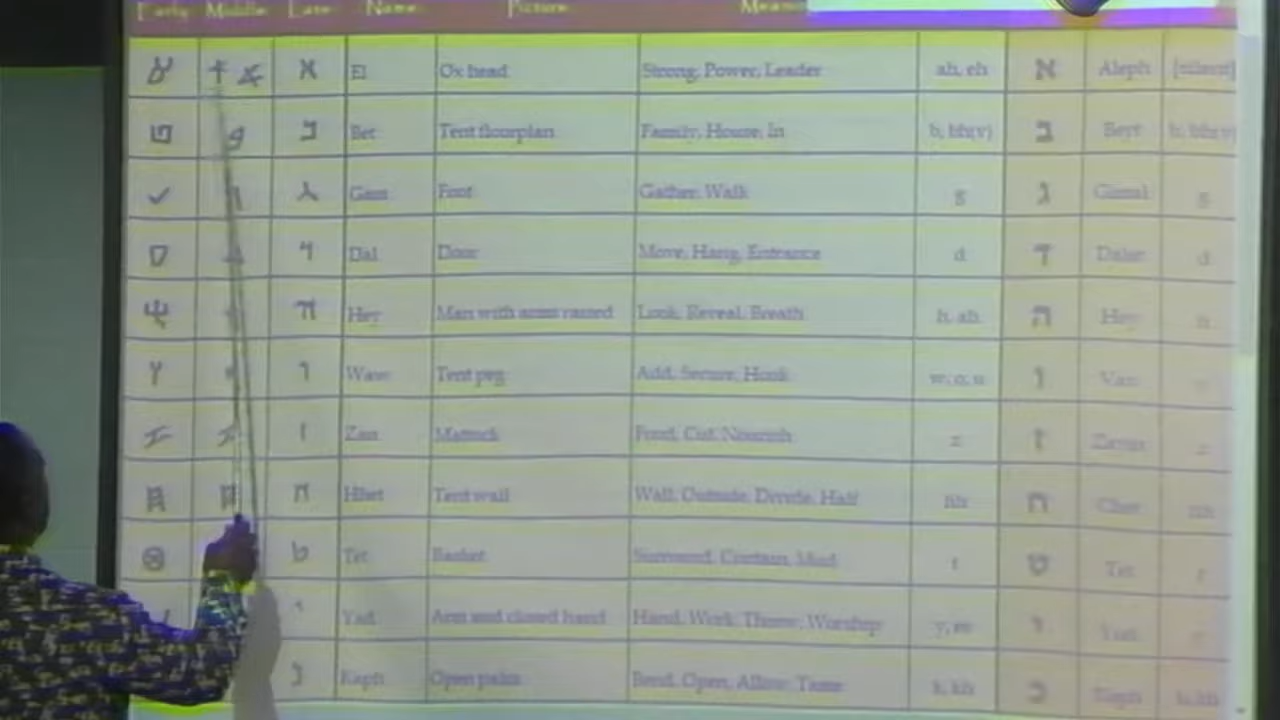 Early Middle Late Name Picture Meani
א El Ox head Strong, Power, Leader ah, eh א Aleph [silent]
ב Bet Tent floorplan Family, House, In b, bh(v) ב Beyt b, bh(v)
Gam Foot Gather, Walk g ג Gimal g
Dal Door Move, Hang, Entrance d ד Dalet d
Hey Man with arms raised Look, Reveal, Breath h, ah ה Hey h
ו Waw Tent peg Add, Secure, Hook w, o, u ו Vav
Zan Mattock Food, Cut, Nourish z ז Zayin z
Hhet Tent wall Wall, Outside, Divide, Half hh ח Chet hh
Tet Basket Surround, Contain, Mud t ט Tet t
Yad Arm and closed hand Hand, Work, Throw, Worship y, ee י Yud
Kaph Open palm Bend, Open, Allow, Tame k, kh כ Kaph k, kh